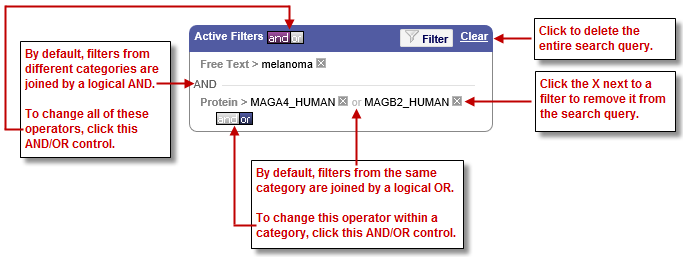 Active Filters and or Filter Clear
Free Text > melanoma
AND
Protein > MAGA4_HUMAN or MAGB2_HUMAN
and or
By default, filters from
different categories are
joined by a logical AND.
To change all of these
operators, click this
AND/OR control.
Click to delete the
entire search query.
Click the X next to a
filter to remove it from
the search query.
By default, filters from the same
category are joined by a logical OR.
To change this operator within a
category, click this AND/OR control.